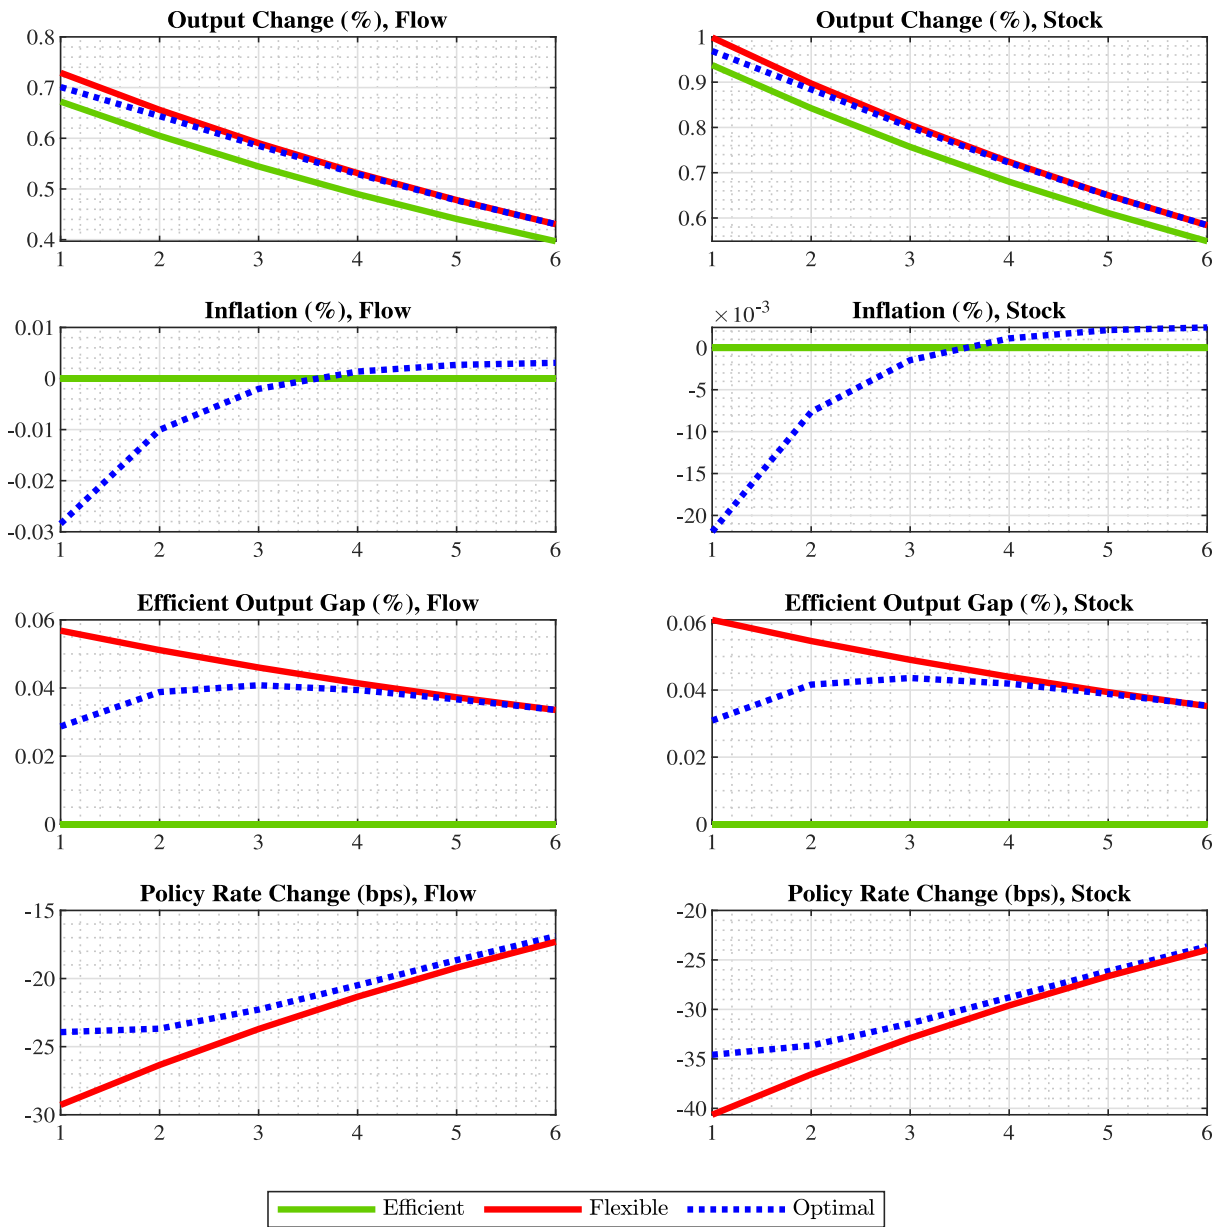 Output Change (%), Flow
0.8
0.7
0.6
0.5
0.4
1 2 3 4 5 6
Output Change (%), Stock
1
0.9
0.8
0.7
0.6
1 2 3 4 5 6
Inflation (%), Flow
0.01
0
-0.01
-0.02
-0.03
1 2 3 4 5 6
Inflation (%), Stock
×10⁻³
0
-5
-10
-15
-20
1 2 3 4 5 6
Efficient Output Gap (%), Flow
0.06
0.04
0.02
0
1 2 3 4 5 6
Efficient Output Gap (%), Stock
0.06
0.04
0.02
0
1 2 3 4 5 6
Policy Rate Change (bps), Flow
-15
-20
-25
-30
1 2 3 4 5 6
Policy Rate Change (bps), Stock
-20
-25
-30
-35
-40
1 2 3 4 5 6
Efficient Flexible Optimal